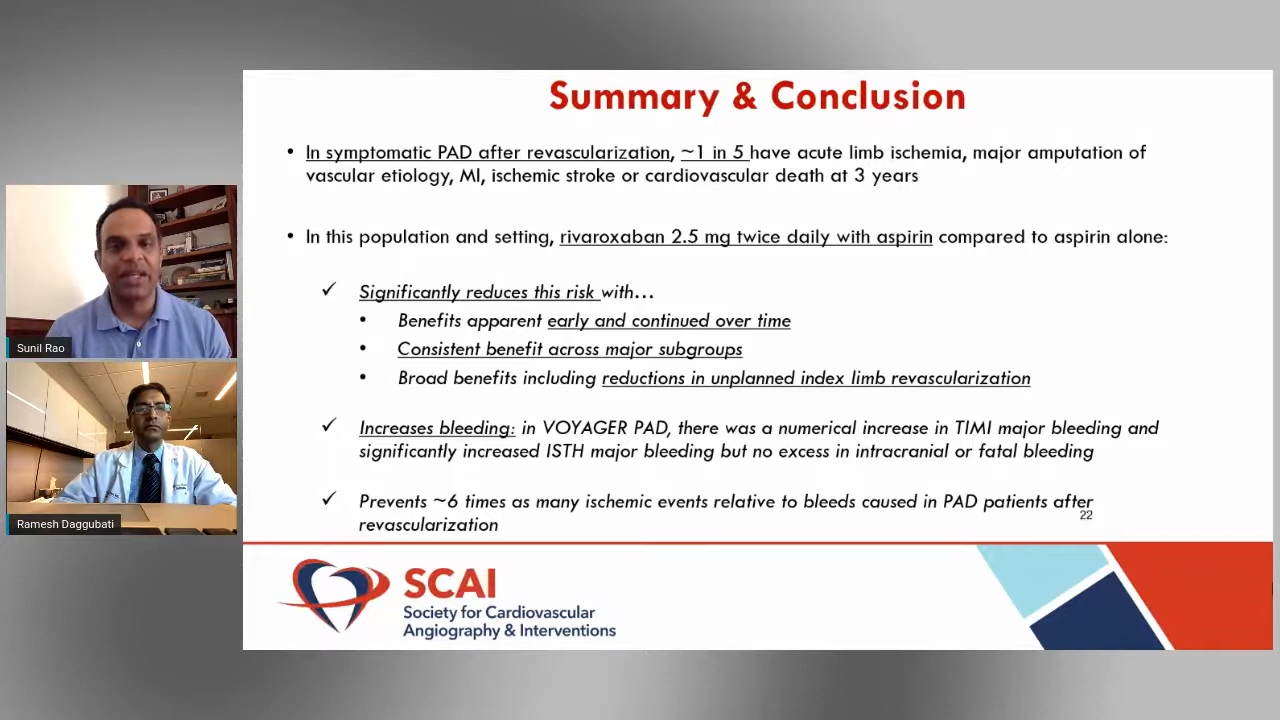 Summary & Conclusion
• In symptomatic PAD after revascularization, ~1 in 5 have acute limb ischemia, major amputation of
vascular etiology, MI, ischemic stroke or cardiovascular death at 3 years
• In this population and setting, rivaroxaban 2.5 mg twice daily with aspirin compared to aspirin alone:
✓ Significantly reduces this risk with…
• Benefits apparent early and continued over time
• Consistent benefit across major subgroups
• Broad benefits including reductions in unplanned index limb revascularization
✓ Increases bleeding: in VOYAGER PAD, there was a numerical increase in TIMI major bleeding and
significantly increased ISTH major bleeding but no excess in intracranial or fatal bleeding
✓ Prevents ~6 times as many ischemic events relative to bleeds caused in PAD patients after
revascularization
22
SCAI
Society for Cardiovascular
Angiography & Interventions
Sunil Rao
Ramesh Daggubati